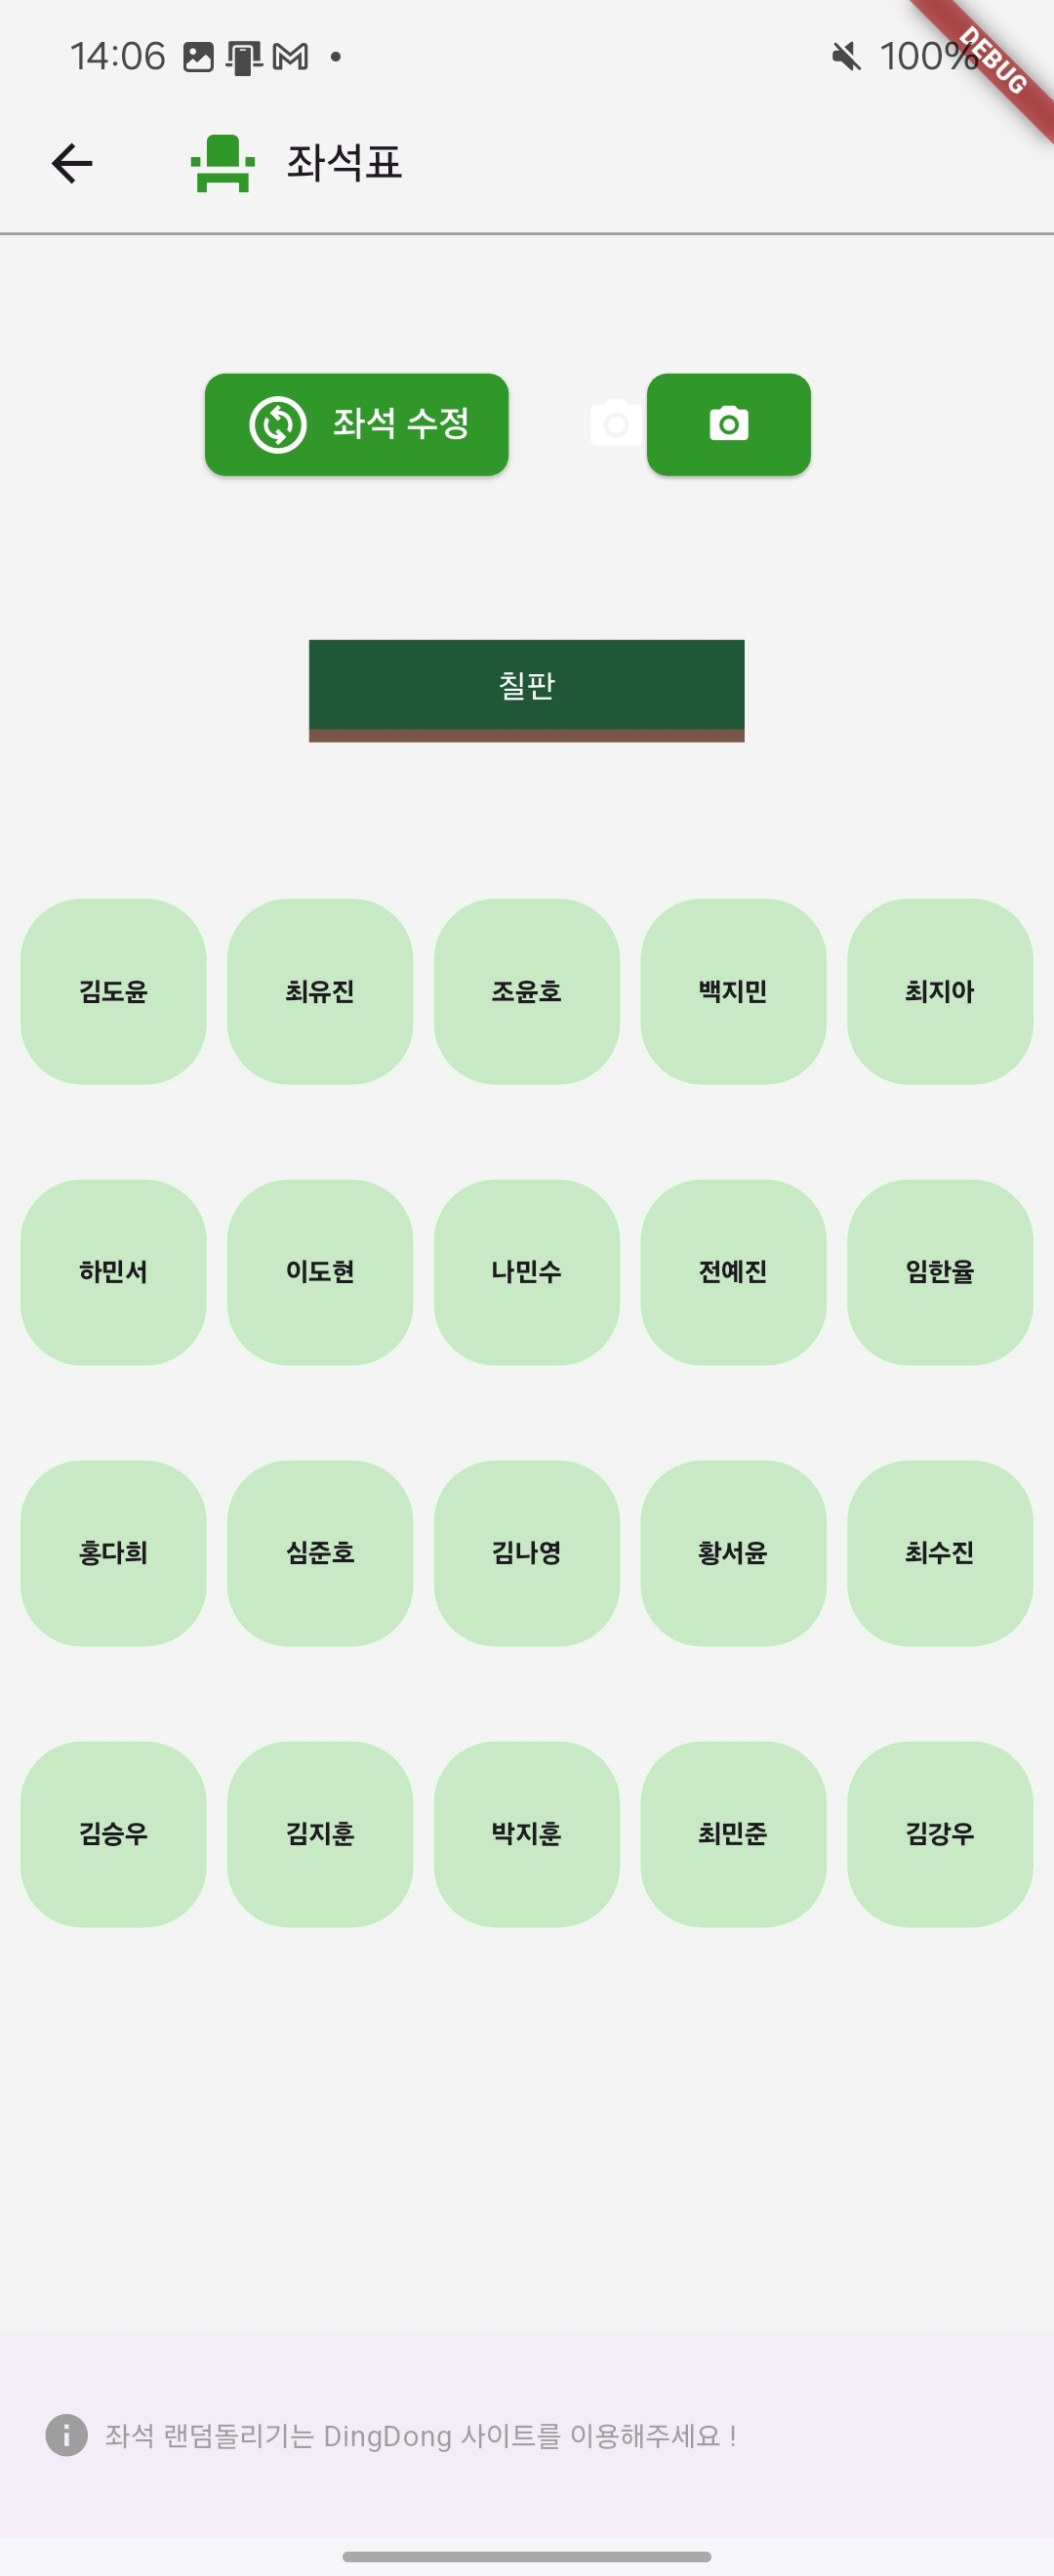 14:06 100%
DEBUG
좌석표
좌석 수정
칠판
김도윤 최유진 조윤호 백지민 최지아
하민서 이도현 나민수 전예진 임한율
홍다희 심준호 김나영 황서윤 최수진
김승우 김지훈 박지훈 최민준 김강우
좌석 랜덤돌리기는 DingDong 사이트를 이용해주세요 !